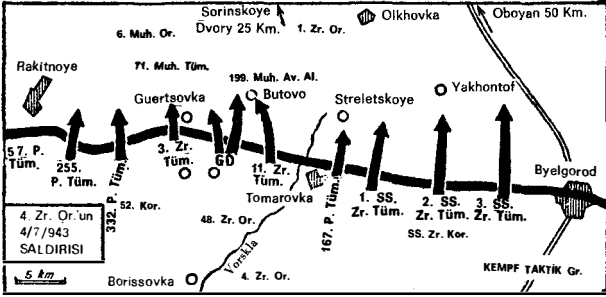 Sorinskoye
Dvory 25 Km.
Oboyan 50 Km.
Olkhovka
6. Muh. Or.
1. Zr. Or.
Rakitnoye
71. Muh. Tüm.
199. Muh. Av. Al.
Guertsovka
Butovo
Streletskoye
Yakhontof
57. P.
Tüm.
255.
P. Tüm.
332. P. Tüm.
3. Zr.
Tüm.
GD
11. Zr.
Tüm.
Tomarovka
167. P. Tüm.
1. SS.
Zr. Tüm.
2. SS.
Zr. Tüm.
3. SS.
Zr. Tüm.
Byelgorod
52. Kor.
48. Zr. Or.
SS. Zr. Kor.
4. Zr. Or.'un
4/7/943
SALDIRISI
5 km
Borissovka
Vorskla
4. Zr. Or.
KEMPF TAKTİK Gr.